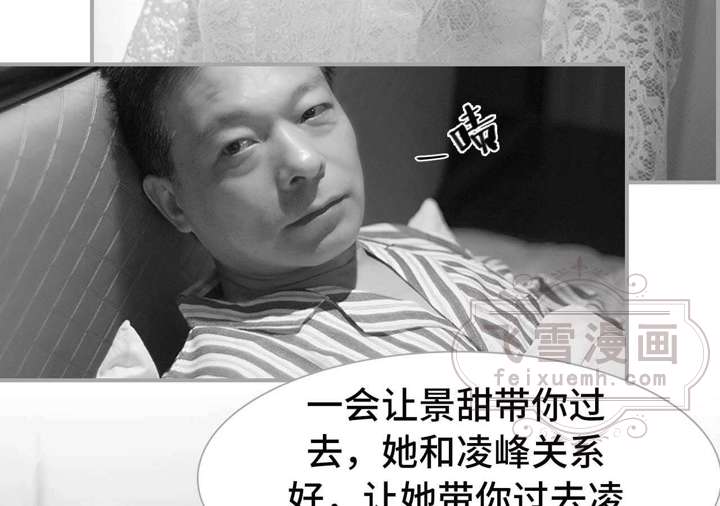 啧
飞雪漫画
feixuemh.com
一会让景甜带你过
去，她和凌峰关系
好，让她带你过去凌